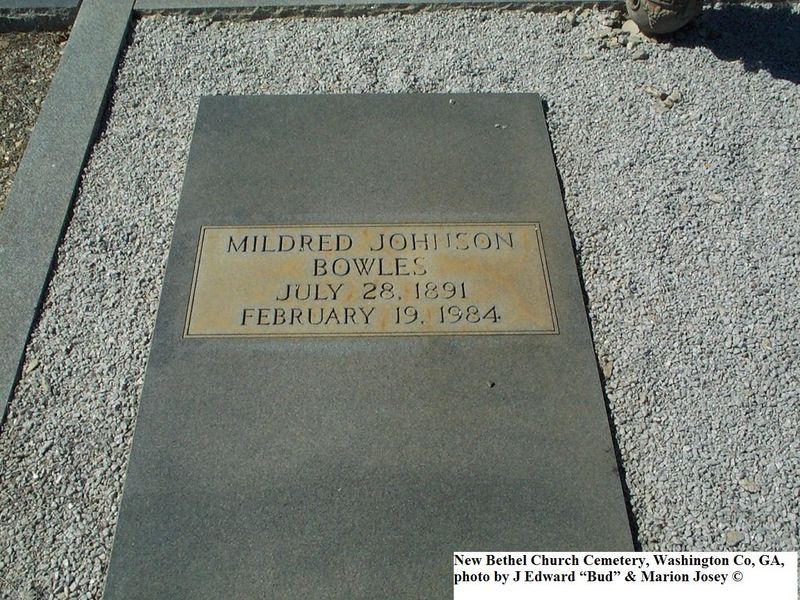 MILDRED JOHNSON
BOWLES
JULY 28, 1891
FEBRUARY 19, 1984
New Bethel Church Cemetery, Washington Co, GA,
photo by J Edward “Bud” & Marion Josey ©